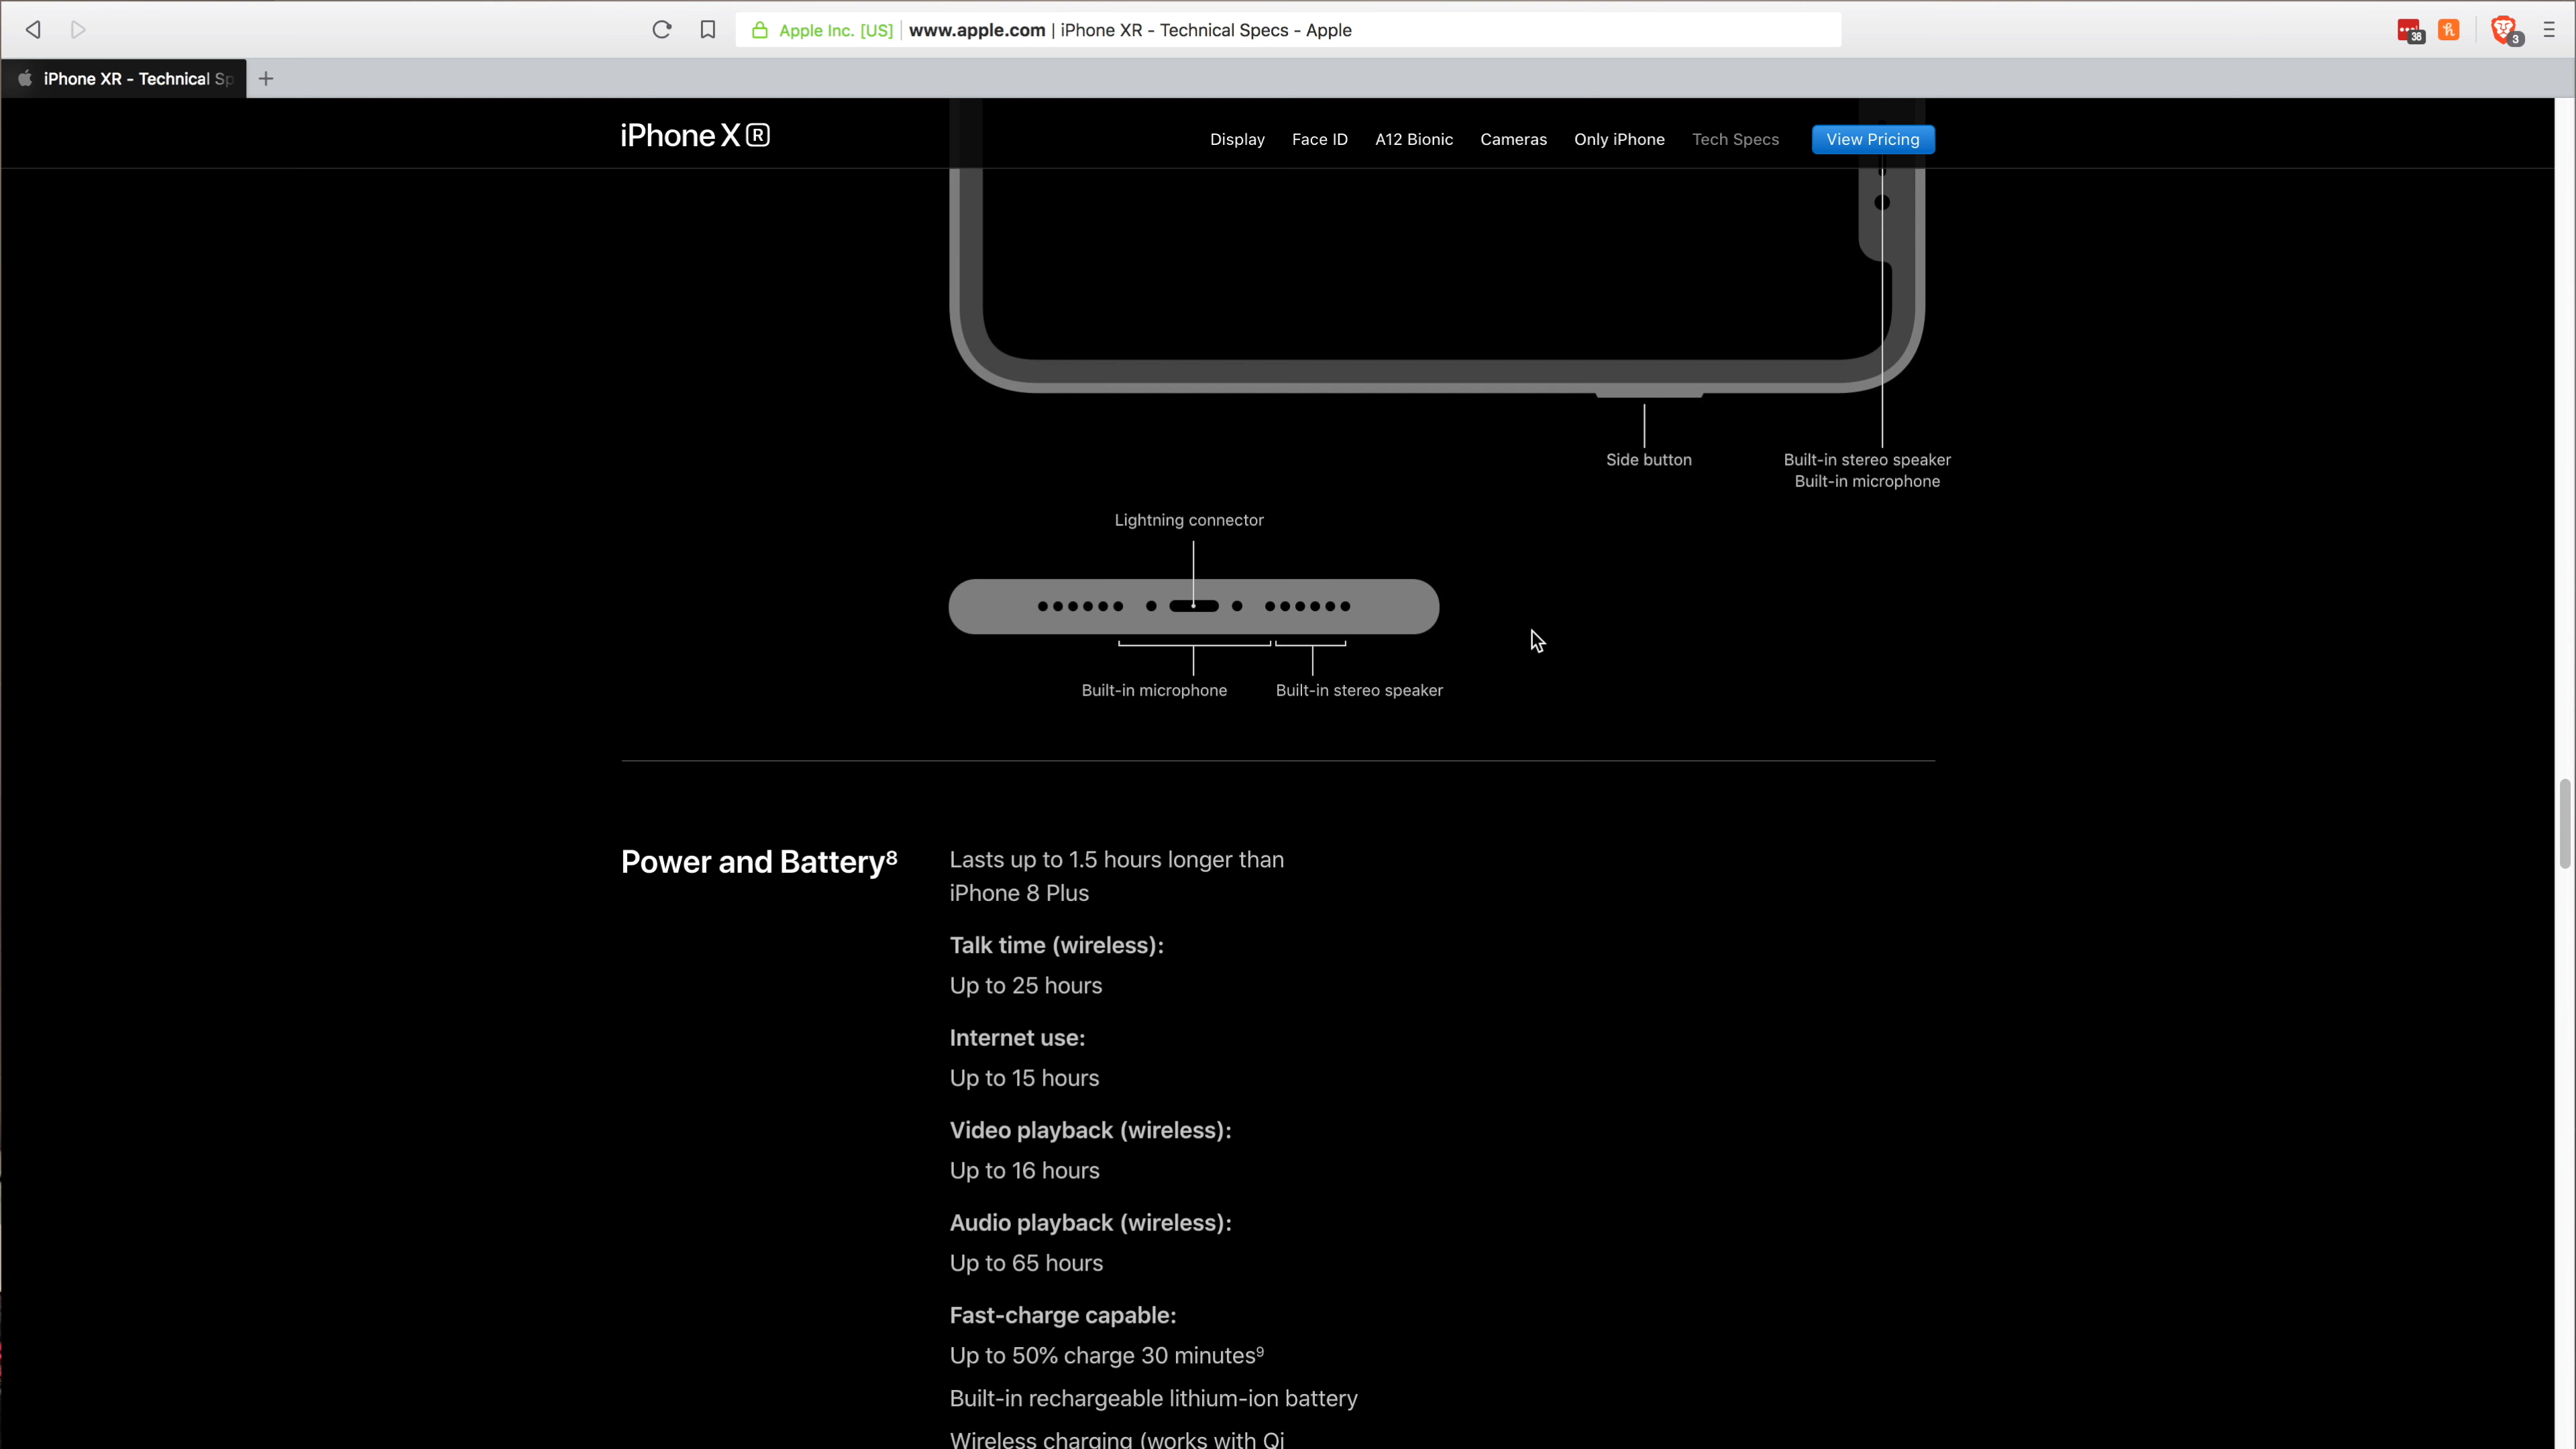 Apple Inc. [US] www.apple.com | iPhone XR - Technical Specs - Apple
38
3
iPhone XR - Technical Sp
iPhone XR
Display Face ID A12 Bionic Cameras Only iPhone Tech Specs View Pricing
Side button
Built-in stereo speaker
Built-in microphone
Lightning connector
Built-in microphone
Built-in stereo speaker
Power and Battery⁸
Lasts up to 1.5 hours longer than
iPhone 8 Plus
Talk time (wireless):
Up to 25 hours
Internet use:
Up to 15 hours
Video playback (wireless):
Up to 16 hours
Audio playback (wireless):
Up to 65 hours
Fast-charge capable:
Up to 50% charge 30 minutes⁹
Built-in rechargeable lithium-ion battery
Wireless charging (works with Qi